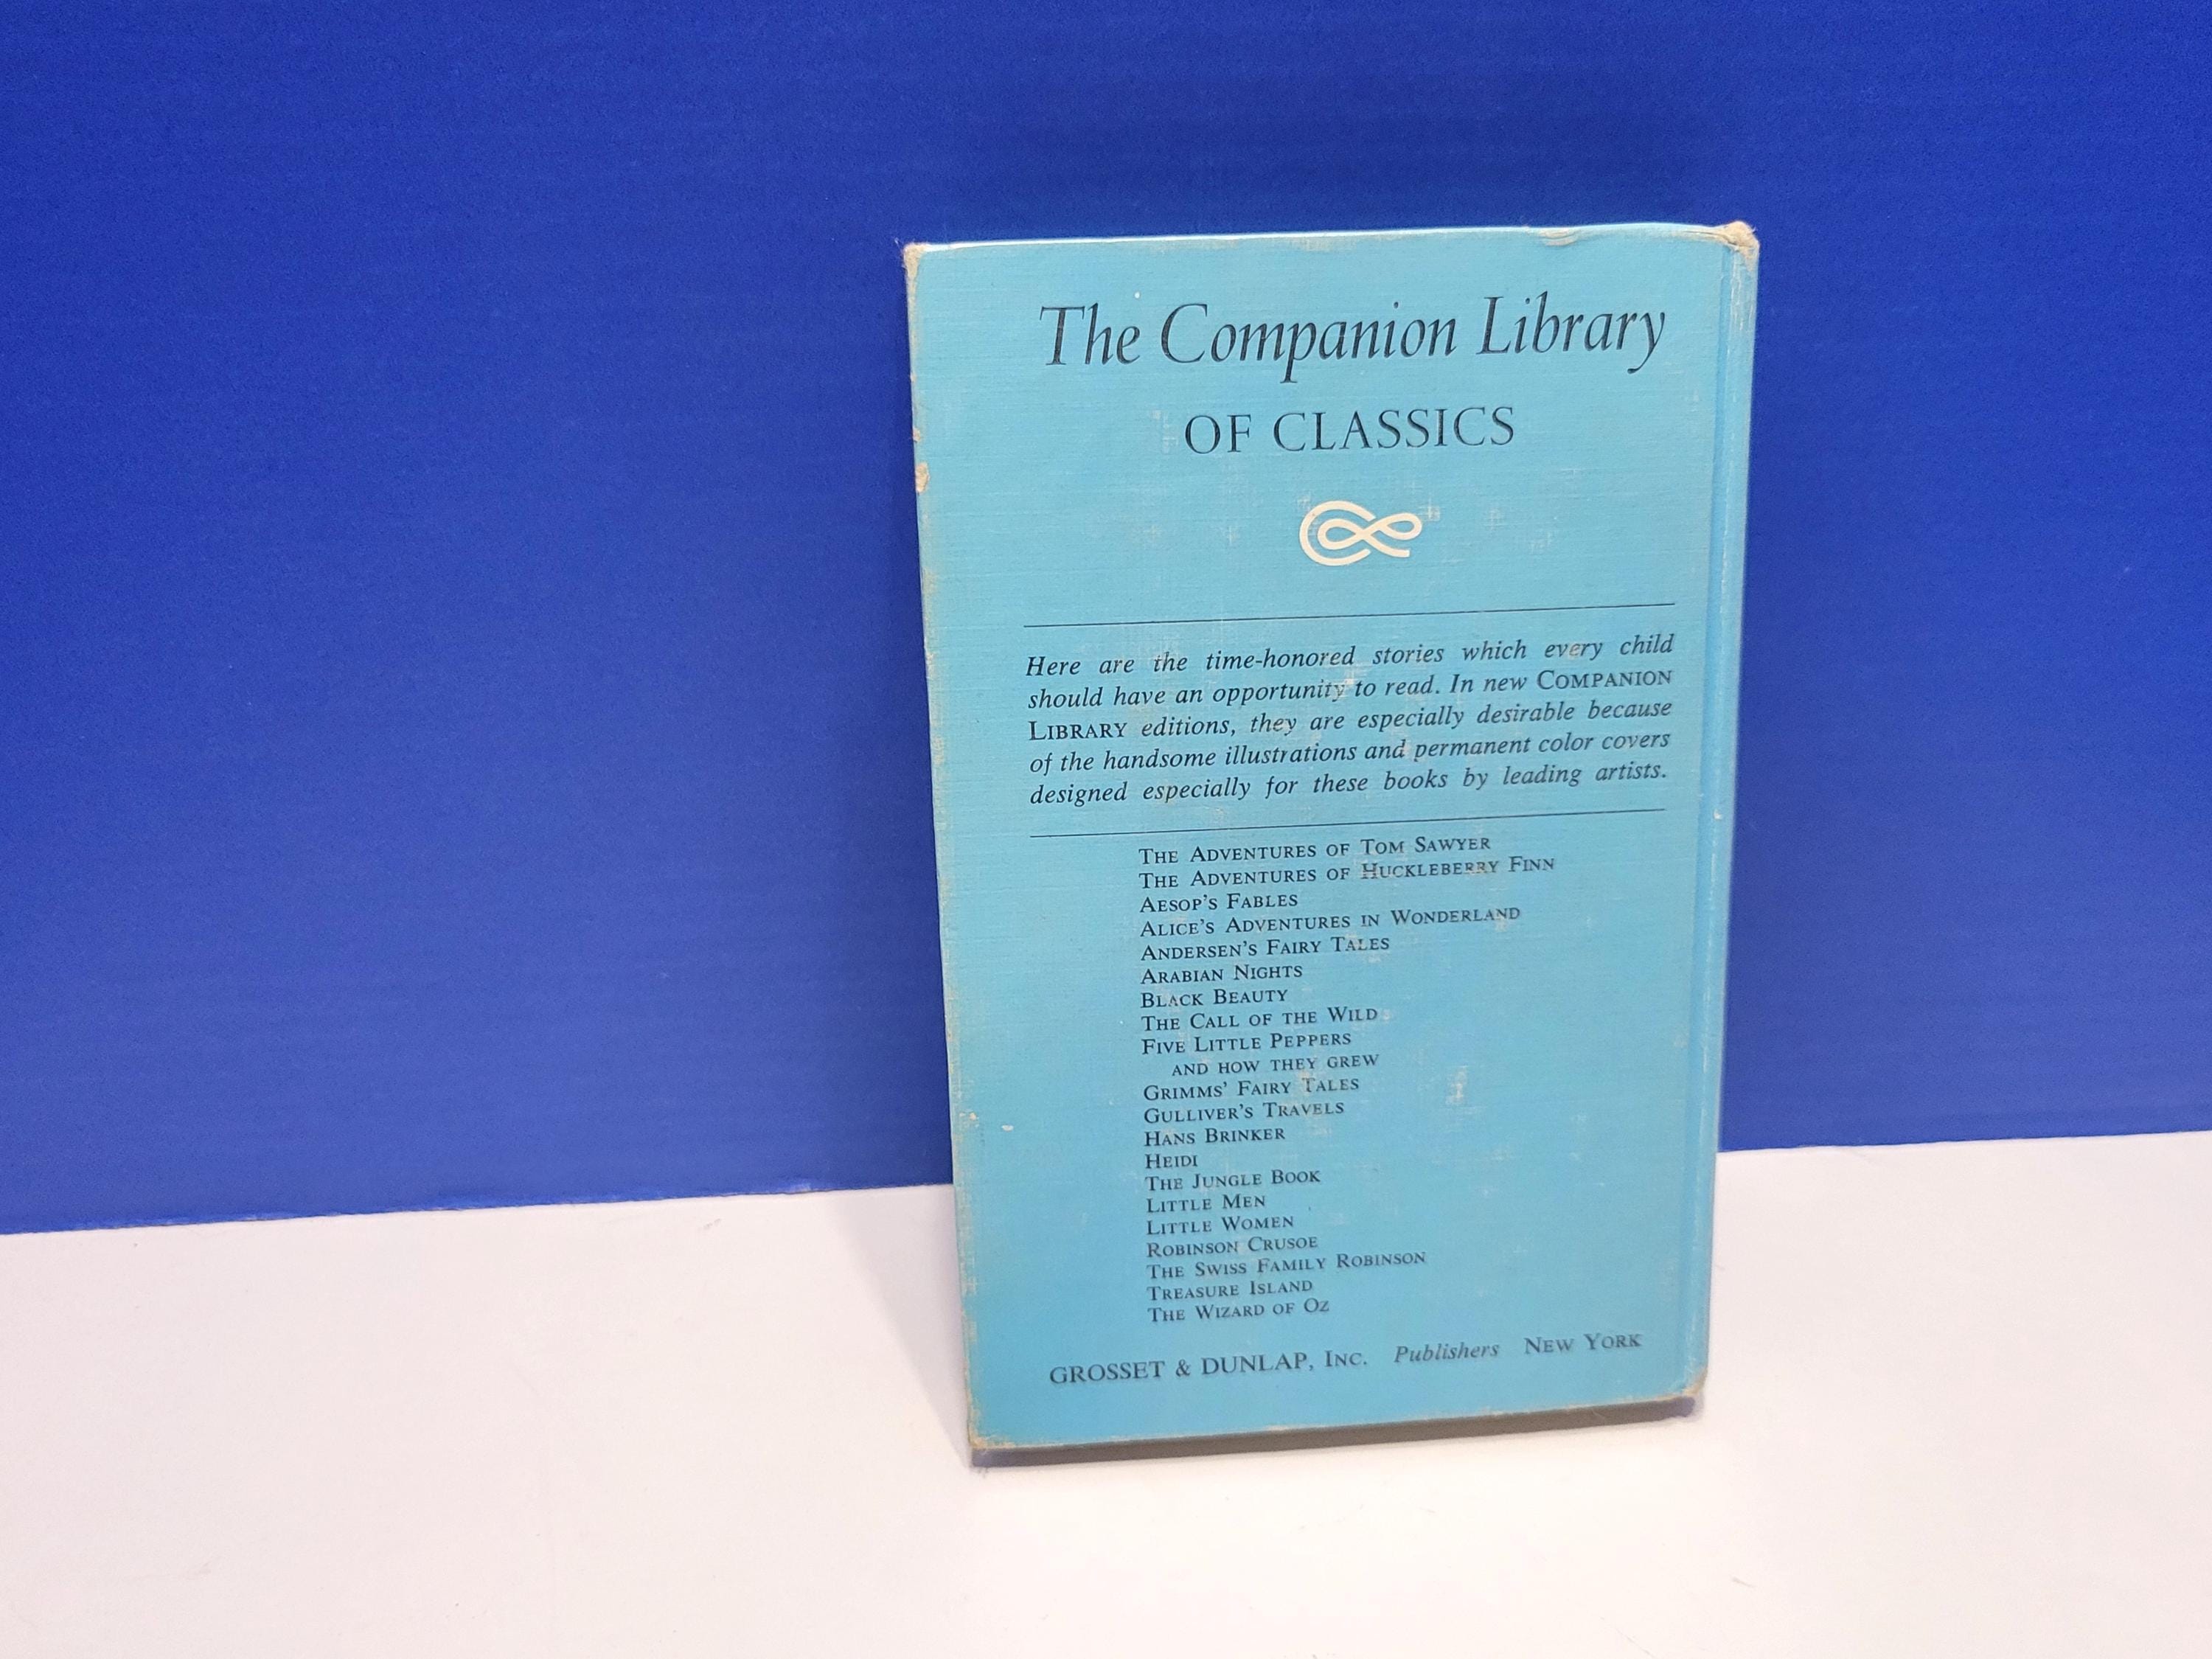 The Companion Library
OF CLASSICS
Here are the time-honored stories which every child
should have an opportunity to read. In new COMPANION
LIBRARY editions, they are especially desirable because
of the handsome illustrations and permanent color covers
designed especially for these books by leading artists.
THE ADVENTURES OF TOM SAWYER
THE ADVENTURES OF HUCKLEBERRY FINN
AESOP'S FABLES
ALICE'S ADVENTURES IN WONDERLAND
ANDERSEN'S FAIRY TALES
ARABIAN NIGHTS
BLACK BEAUTY
THE CALL OF THE WILD
FIVE LITTLE PEPPERS
AND HOW THEY GREW
GRIMMS' FAIRY TALES
GULLIVER'S TRAVELS
HANS BRINKER
HEIDI
THE JUNGLE BOOK
LITTLE MEN
LITTLE WOMEN
ROBINSON CRUSOE
THE SWISS FAMILY ROBINSON
TREASURE ISLAND
THE WIZARD OF OZ
GROSSET & DUNLAP, INC. Publishers NEW YORK